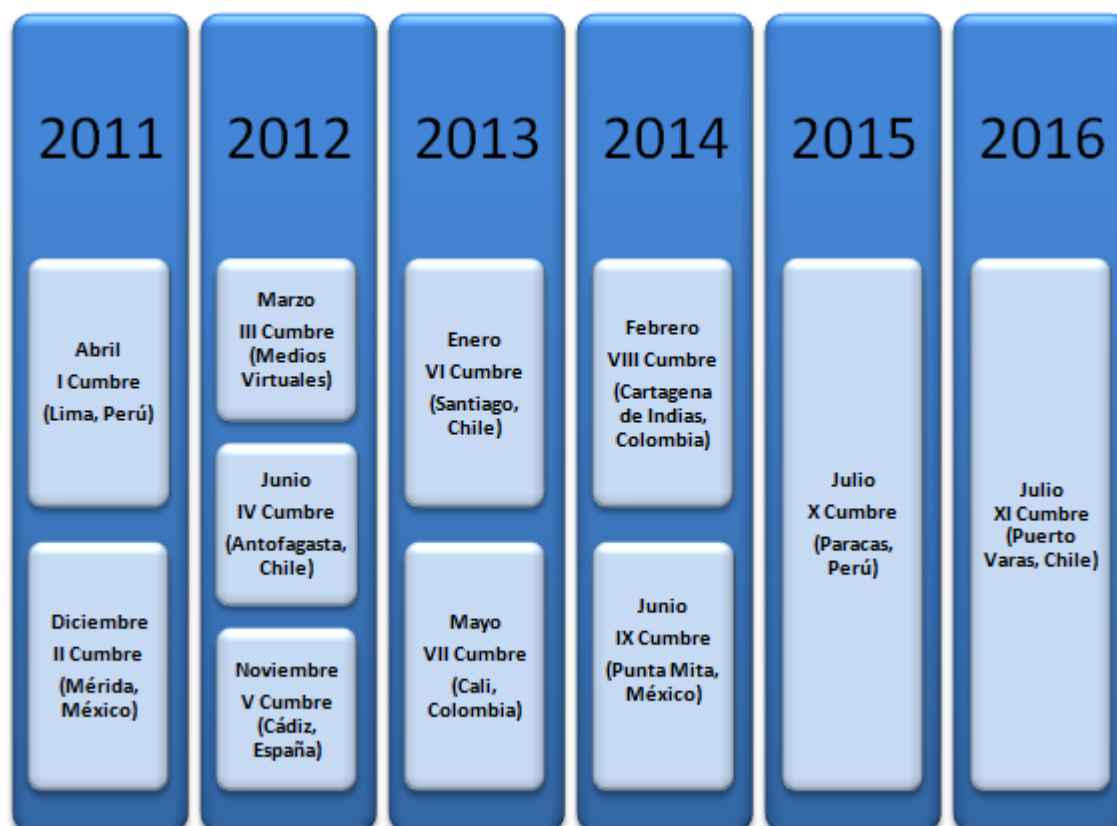 2011
Abril
I Cumbre
(Lima, Perú)
Diciembre
II Cumbre
(Mérida,
México)
2012
Marzo
III Cumbre
(Medios
Virtuales)
Junio
IV Cumbre
(Antofagasta,
Chile)
Noviembre
V Cumbre
(Cádiz,
España)
2013
Enero
VI Cumbre
(Santiago,
Chile)
Mayo
VII Cumbre
(Cali,
Colombia)
2014
Febrero
VIII Cumbre
(Cartagena
de Indias,
Colombia)
Junio
IX Cumbre
(Punta Mita,
México)
2015
Julio
X Cumbre
(Paracas,
Perú)
2016
Julio
XI Cumbre
(Puerto
Varas, Chile)